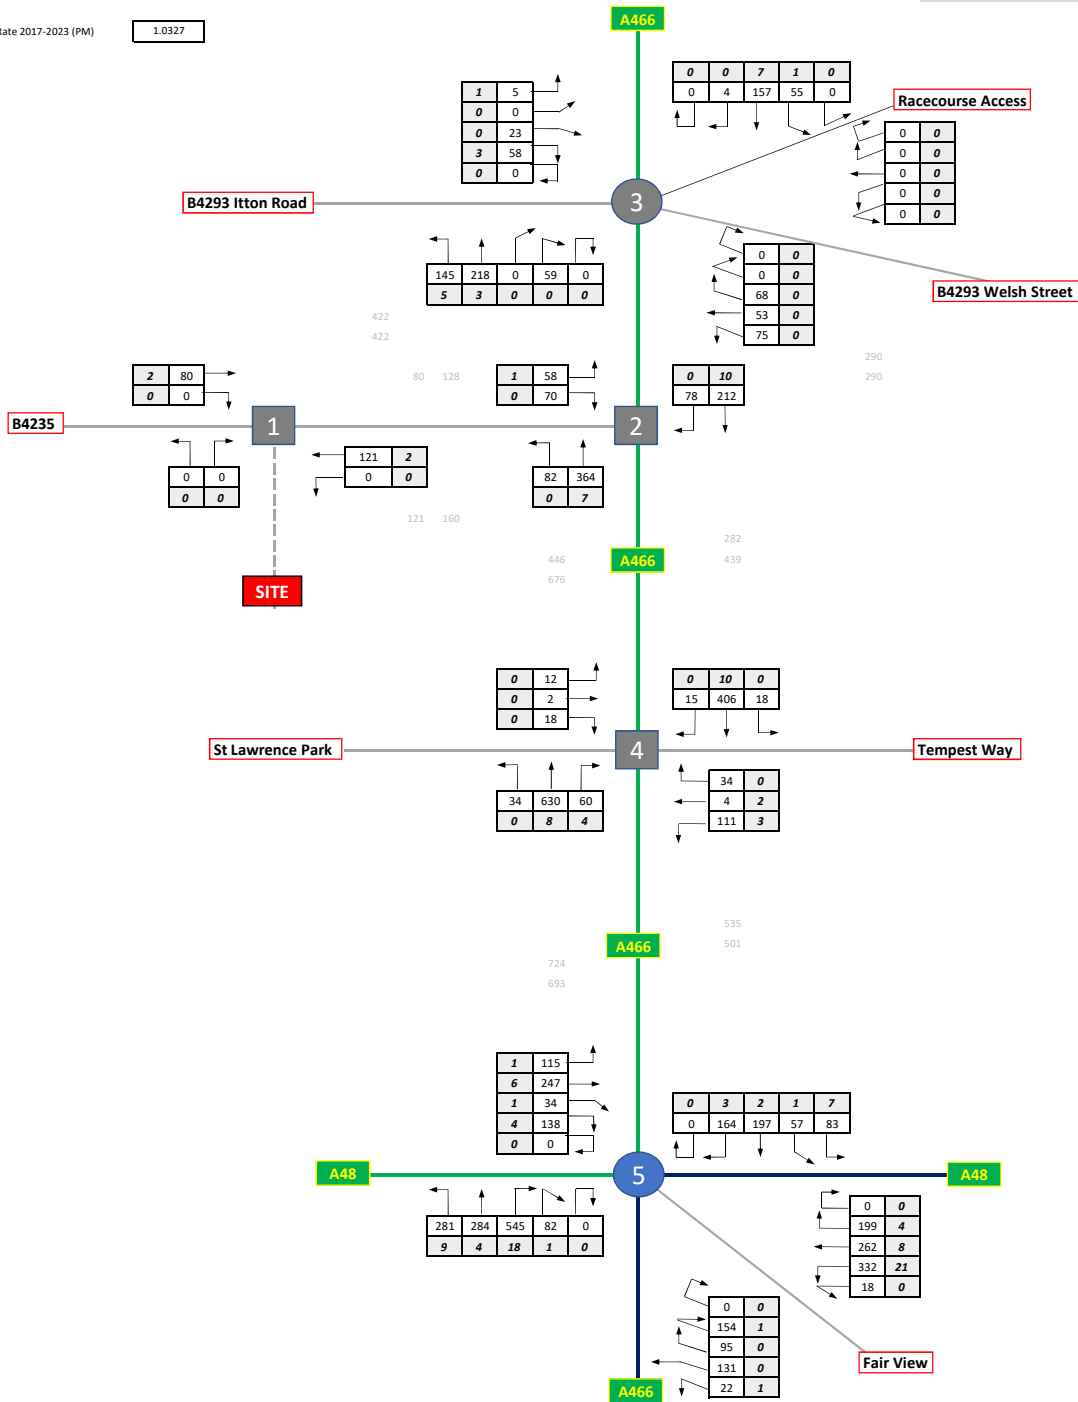 A466
Rate 2017-2023 (PM) 1.0327
0 0 7 1 0
0 4 157 55 0
1 5
0 0
0 23
3 58
0 0
Racecourse Access
0 0
0 0
0 0
0 0
0 0
B4293 Itton Road
3
145 218 0 59 0
5 3 0 0 0
0 0
0 0
68 0
53 0
75 0
B4293 Welsh Street
422
422
290
290
2 80
0 0
80 128
1 58
0 70
0 10
78 212
B4235
1
2
0 0
0 0
121 2
0 0
82 364
0 7
121 160
282
439
446
676
A466
SITE
0 12
0 2
0 18
0 10 0
15 406 18
St Lawrence Park
4
Tempest Way
34 630 60
0 8 4
34 0
4 2
111 3
535
501
A466
724
693
1 115
6 247
1 34
4 138
0 0
0 3 2 1 7
0 164 197 57 83
A48
5
A48
281 284 545 82 0
9 4 18 1 0
0 0
199 4
262 8
332 21
18 0
0 0
154 1
95 0
131 0
22 1
Fair View
A466